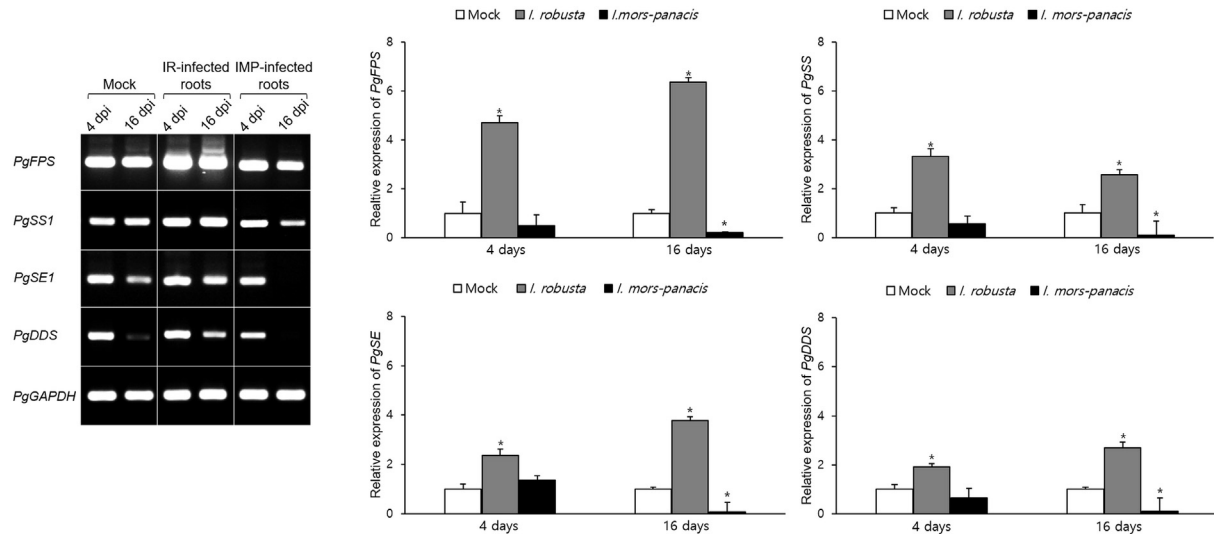 Mock
IR-infected
roots
IMP-infected
roots
4 dpi
16 dpi
4 dpi
16 dpi
4 dpi
16 dpi
PgFPS
PgSS1
PgSE1
PgDDS
PgGAPDH
Mock I. robusta I.mors-panacis
Realtive expression of PgFPS
8
6
4
2
0
*
*
*
4 days
16 days
Mock I. robusta I. mors-panacis
Relative expression of PgSS
8
6
4
2
0
*
*
*
4 days
16 days
Mock I. robusta I. mors-panacis
Relative expression of PgSE
8
6
4
2
0
*
*
*
4 days
16 days
Mock I. robusta I. mors-panacis
Relative expression of PgDDS
8
6
4
2
0
*
*
*
4 days
16 days